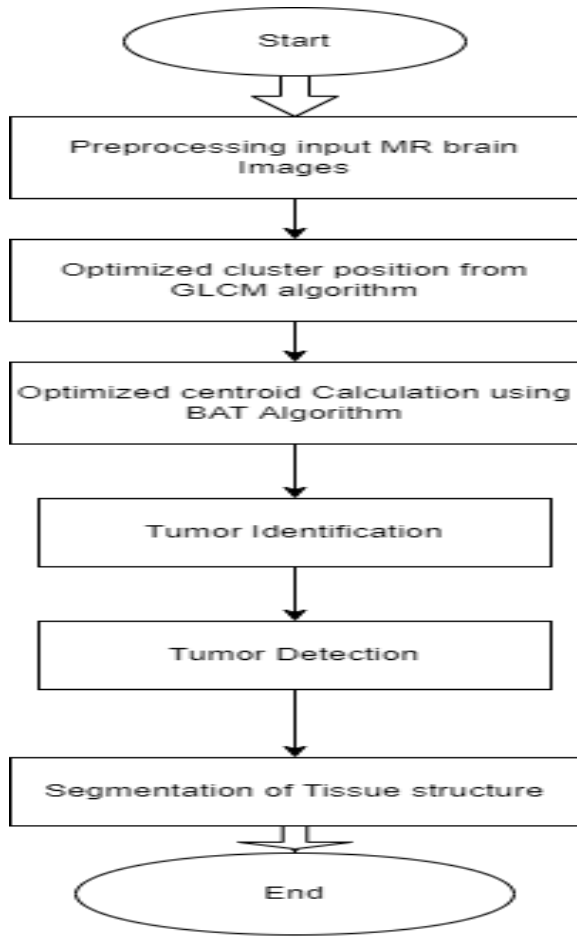 Start
Preprocessing input MR brain
Images
Optimized cluster position from
GLCM algorithm
Optimized centroid Calculation using
BAT Algorithm
Tumor Identification
Tumor Detection
Segmentation of Tissue structure
End